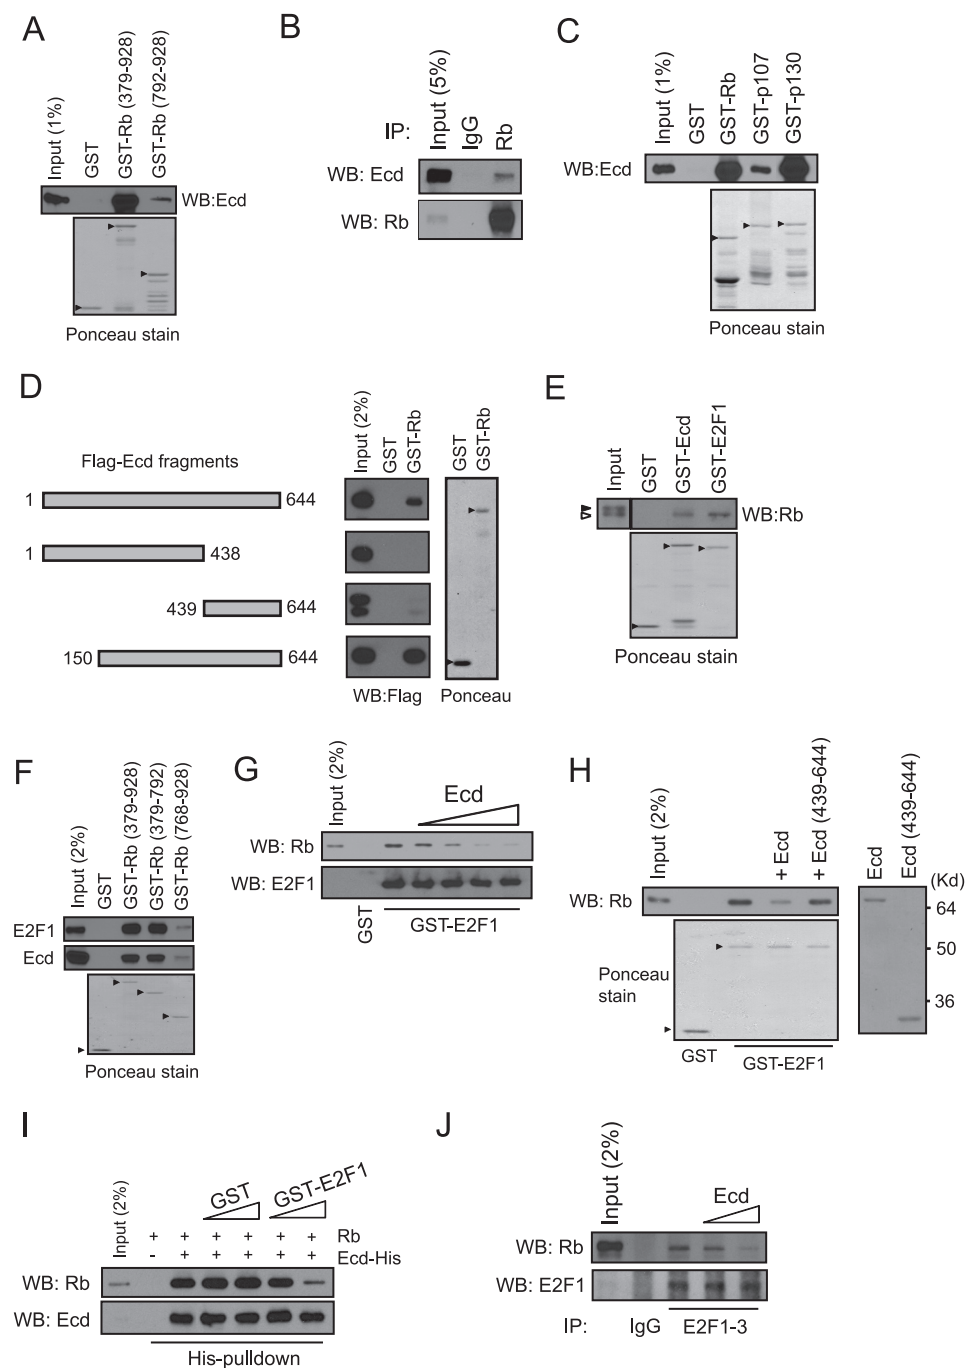 A
Input (1%)
GST
GST-Rb (379-928)
GST-Rb (792-928)
WB:Ecd
Ponceau stain
B
IP:
Input (5%)
IgG
Rb
WB: Ecd
WB: Rb
C
Input (1%)
GST
GST-Rb
GST-p107
GST-p130
WB:Ecd
Ponceau stain
D
Flag-Ecd fragments
1 644
1 438
439 644
150 644
Input (2%)
GST
GST-Rb
GST
GST-Rb
WB:Flag
Ponceau
E
Input
GST
GST-Ecd
GST-E2F1
WB:Rb
Ponceau stain
F
Input (2%)
GST
GST-Rb (379-928)
GST-Rb (379-792)
GST-Rb (768-928)
E2F1
Ecd
Ponceau stain
G
Input (2%)
Ecd
WB: Rb
WB: E2F1
GST
GST-E2F1
H
Input (2%)
+ Ecd
+ Ecd (439-644)
WB: Rb
Ponceau
stain
GST
GST-E2F1
Ecd
Ecd (439-644)
(Kd)
64
50
36
I
Input (2%)
GST
GST-E2F1
+ + + + + + Rb
- + + + + + Ecd-His
WB: Rb
WB: Ecd
His-pulldown
J
Input (2%)
Ecd
WB: Rb
WB: E2F1
IP: IgG E2F1-3